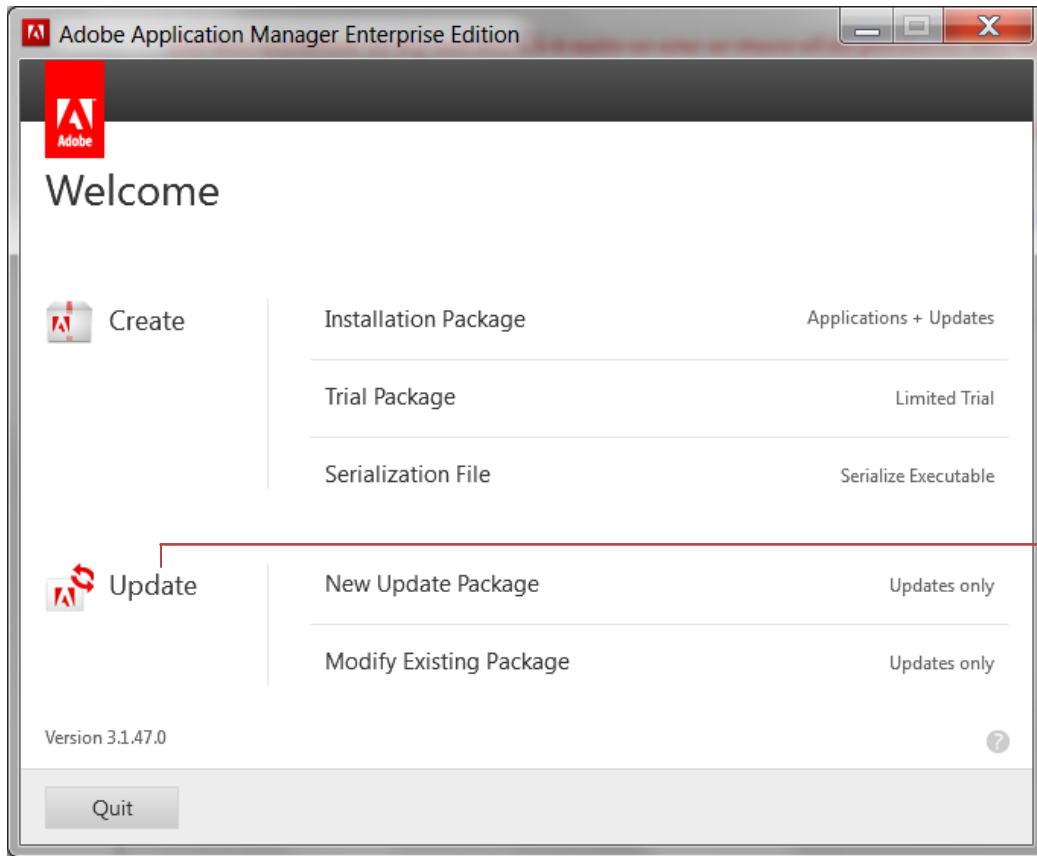 Adobe Application Manager Enterprise Edition
Adobe
Welcome
Create
Installation Package Applications + Updates
Trial Package Limited Trial
Serialization File Serialize Executable
Update
New Update Package Updates only
Modify Existing Package Updates only
Version 3.1.47.0
?
Quit